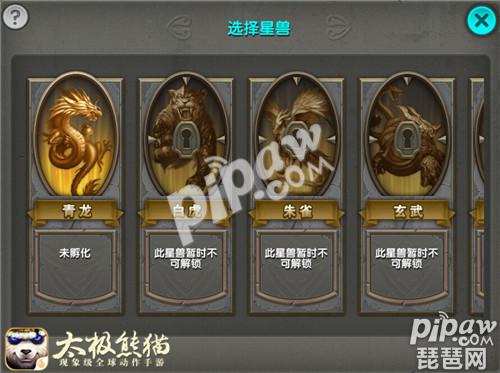 选择星兽
青龙
白虎
朱雀
玄武
未孵化
此星兽暂时不
可解锁
此星兽暂时不
可解锁
此星兽暂时不
可解锁
pipaw.com
太极熊猫
现象级全球动作手游
pipaw
.com
琵琶网